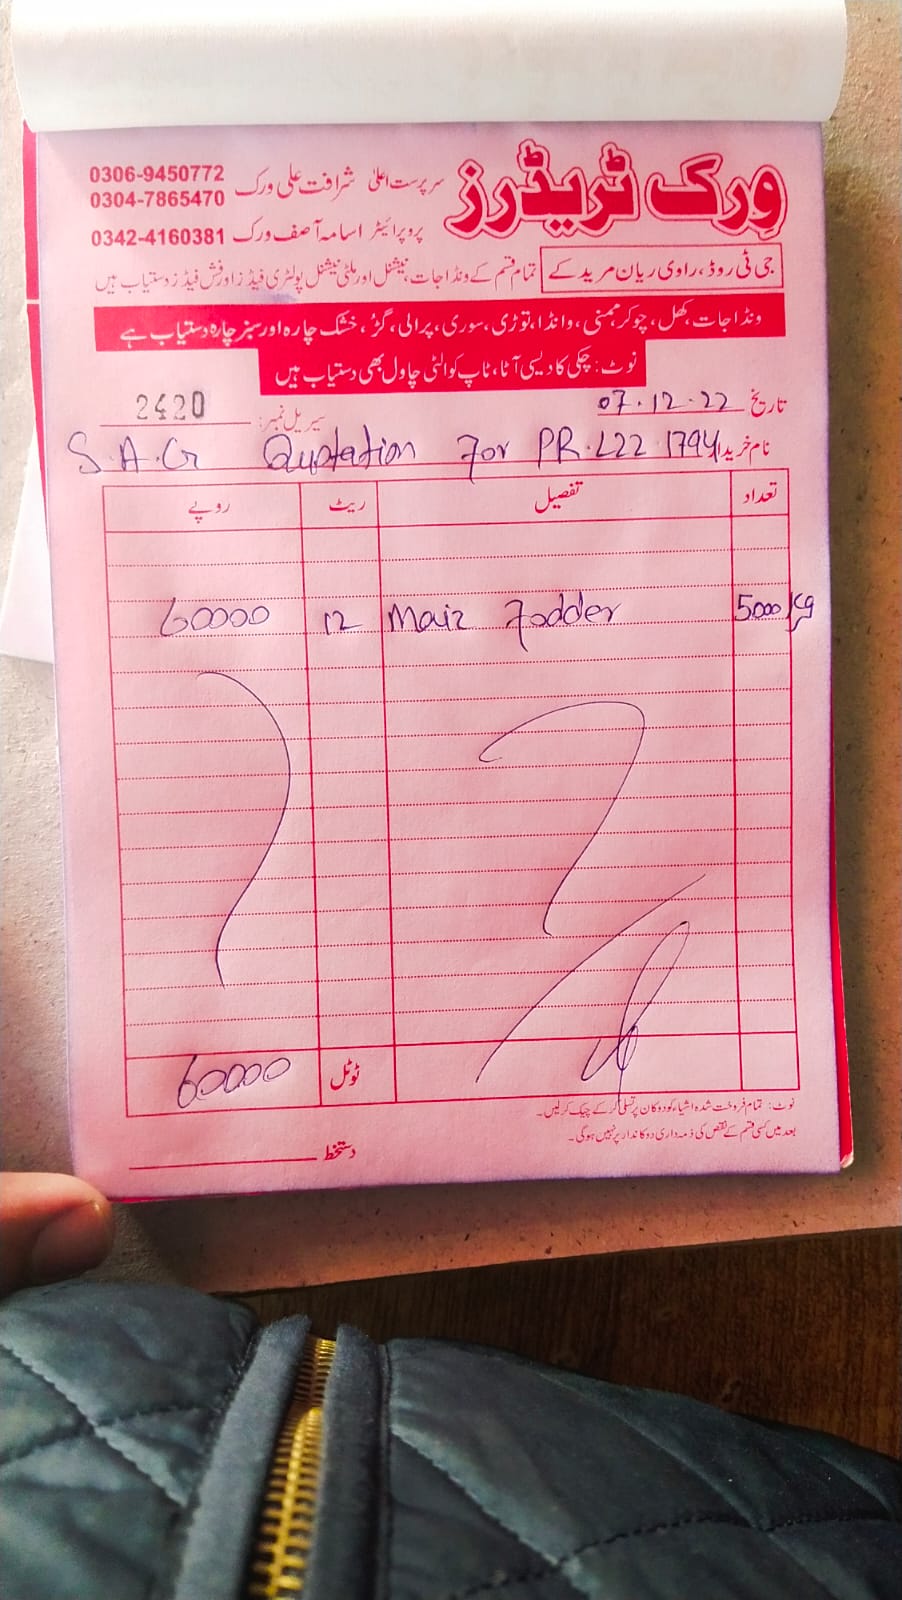 ورک ٹریڈرز
سرپرست اعلیٰ شرافت علی ورک 0306-9450772
0304-7865470
پروپرائیٹر اسامہ آصف ورک 0342-4160381
جی ٹی روڈ، راوی ریان مریدکے
تمام قسم کے ونڈا جات، نیشنل اور ملٹی نیشنل پولٹری فیڈز اور فش فیڈز دستیاب ہیں
ونڈا جات، کھل، چوکر، مکئی، وانڈا، توڑی، سوری، پرالی، گڑ، خشک چارہ اور سبز چارہ دستیاب ہے
نوٹ: چکی کا دیسی آٹا، ٹاپ کوالٹی چاول بھی دستیاب ہیں
تاریخ 07.12.22 سیریل نمبر: 2420
نام خریدار S.A.G Quotation For PR.L22 1794
تعداد تفصیل ریٹ روپے
5000 kg Maiz Fodder 12 60000
ٹوٹل 60000
نوٹ: تمام فروخت شدہ اشیاء کو دوکان پر تسلی کر کے چیک کر لیں۔
بعد میں کسی قسم کے نقص کی ذمہ داری دوکاندار پر نہیں ہوگی۔
دستخط